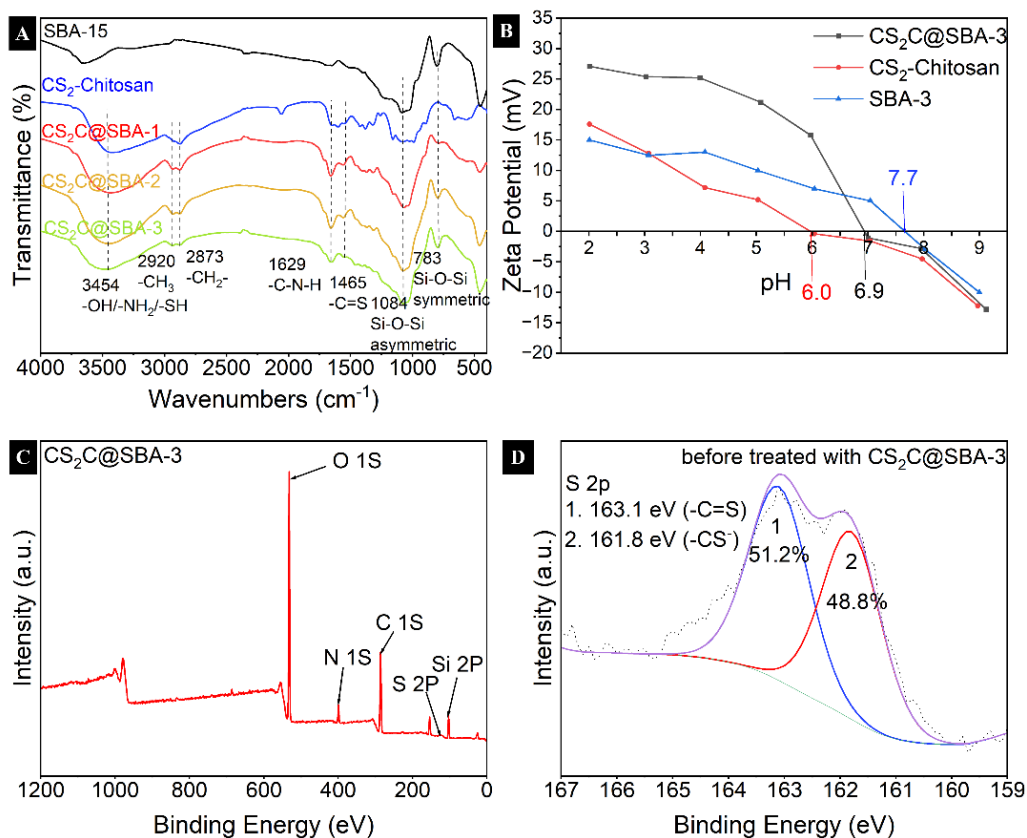 A
SBA-15
CS₂-Chitosan
CS₂C@SBA-1
CS₂C@SBA-2
CS₂C@SBA-3
3454
-OH/-NH₂/-SH
2920
-CH₃
2873
-CH₂-
1629
-C-N-H
1465
-C=S
1084
Si-O-Si
asymmetric
783
Si-O-Si
symmetric
Transmittance (%)
4000 3500 3000 2500 2000 1500 1000 500
Wavenumbers (cm⁻¹)
B
CS₂C@SBA-3
CS₂-Chitosan
SBA-3
7.7
6.0
6.9
pH
Zeta Potential (mV)
35
30
25
20
15
10
5
0
−5
−10
−15
−20
2 3 4 5 6 7 8 9
C
CS₂C@SBA-3
O 1S
N 1S
C 1S
S 2P
Si 2P
Intensity (a.u.)
1200 1000 800 600 400 200 0
Binding Energy (eV)
D
before treated with CS₂C@SBA-3
S 2p
1. 163.1 eV (-C=S)
2. 161.8 eV (-CS⁻)
1
51.2%
2
48.8%
Intensity (a.u.)
167 166 165 164 163 162 161 160 159
Binding Energy (eV)